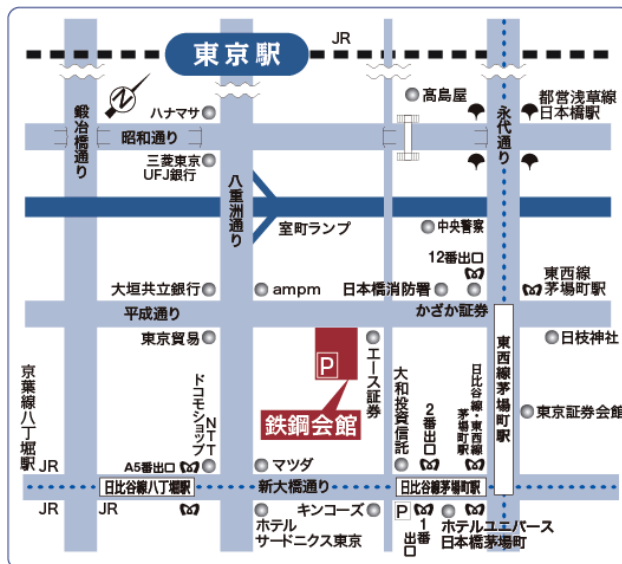 JR
東京駅
鍛冶橋通り
N
ハナマサ
昭和通り
三菱東京
UFJ銀行
八重洲通り
室町ランプ
髙島屋
永代通り
都営浅草線
日本橋駅
中央警察
12番出口
東西線
茅場町駅
大垣共立銀行
ampm
日本橋消防署
かざか証券
平成通り
東京貿易
P
鉄鋼会館
エース証券
大和投資信託
2番出口
日比谷線・東西線
茅場町駅
東西線茅場町駅
日枝神社
東京証券会館
京葉線八丁堀駅
NTT
ドコモショップ
JR
A5番出口
マツダ
日比谷線八丁堀駅
新大橋通り
日比谷線茅場町駅
JR
JR
ホテル
サードニクス東京
キンコーズ
P
1番
出口
ホテルユニバース
日本橋茅場町